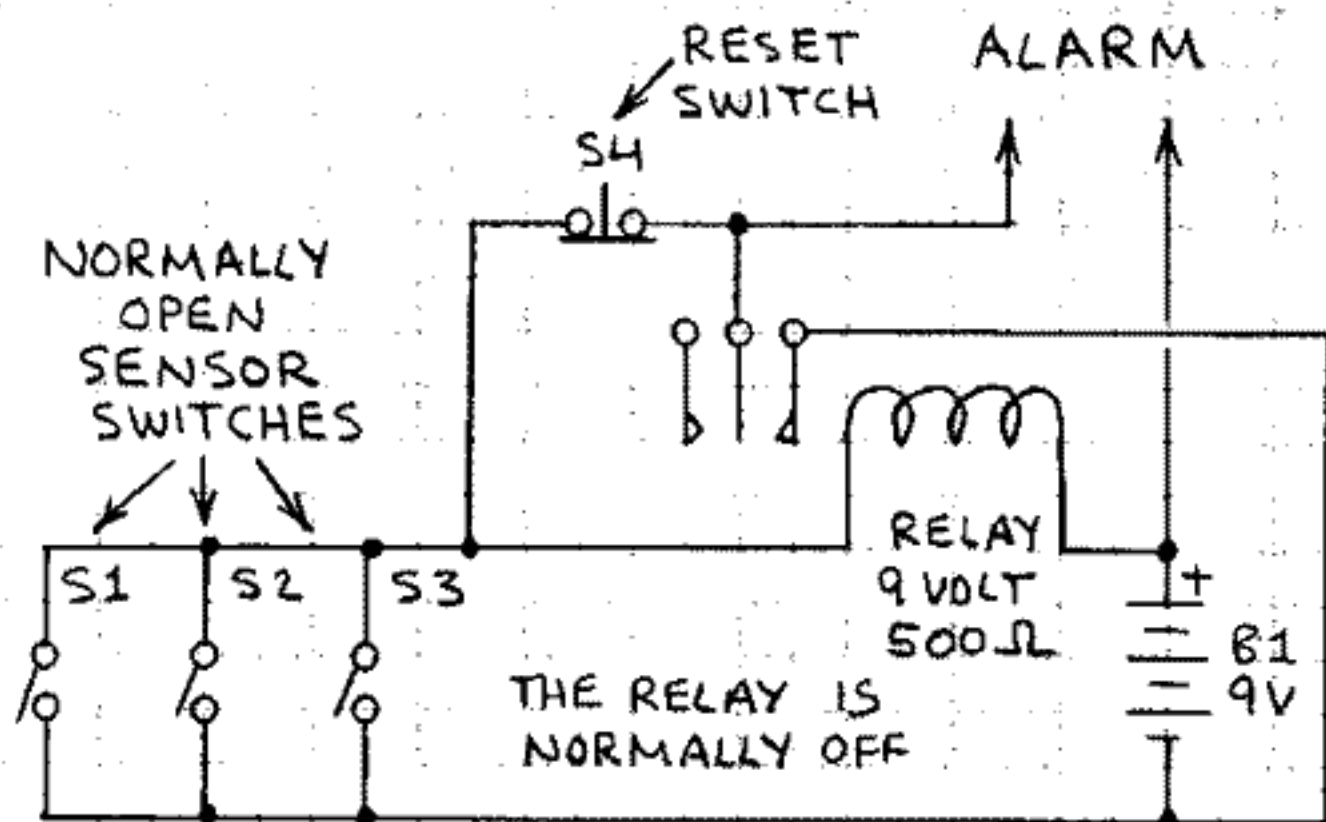 RESET
SWITCH
ALARM
S4
NORMALLY
OPEN
SENSOR
SWITCHES
S1
S2
S3
RELAY
9 VOLT
500Ω
+
B1
9V
THE RELAY IS
NORMALLY OFF